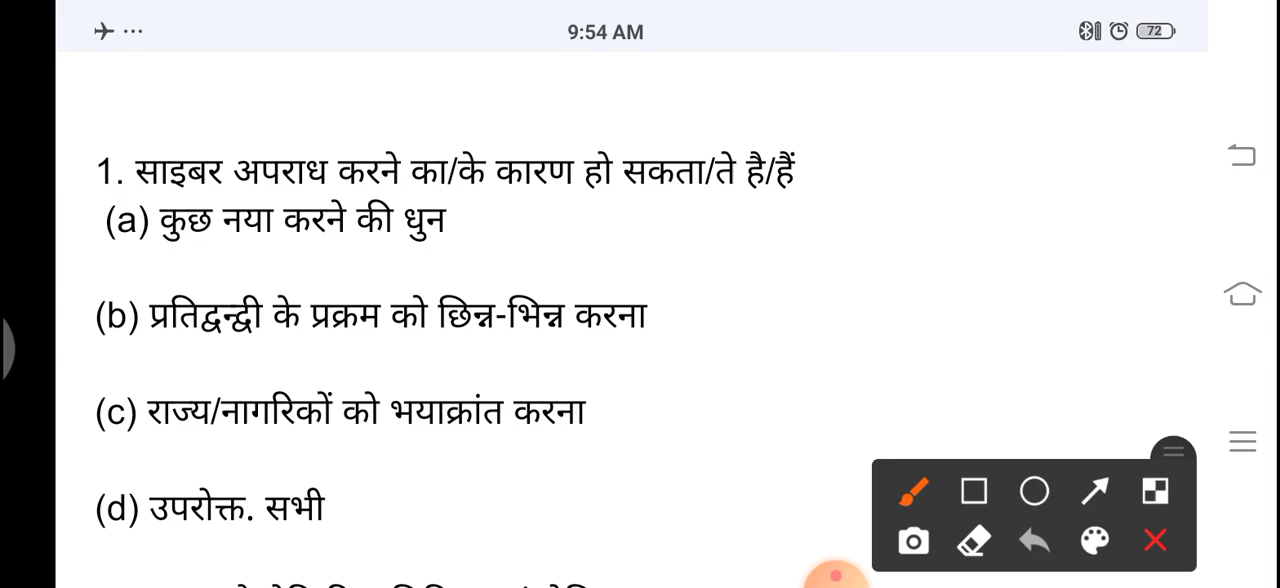 9:54 AM
72
1. साइबर अपराध करने का/के कारण हो सकता/ते है/हैं
(a) कुछ नया करने की धुन
(b) प्रतिद्वन्द्वी के प्रक्रम को छिन्न-भिन्न करना
(c) राज्य/नागरिकों को भयाक्रांत करना
(d) उपरोक्त. सभी